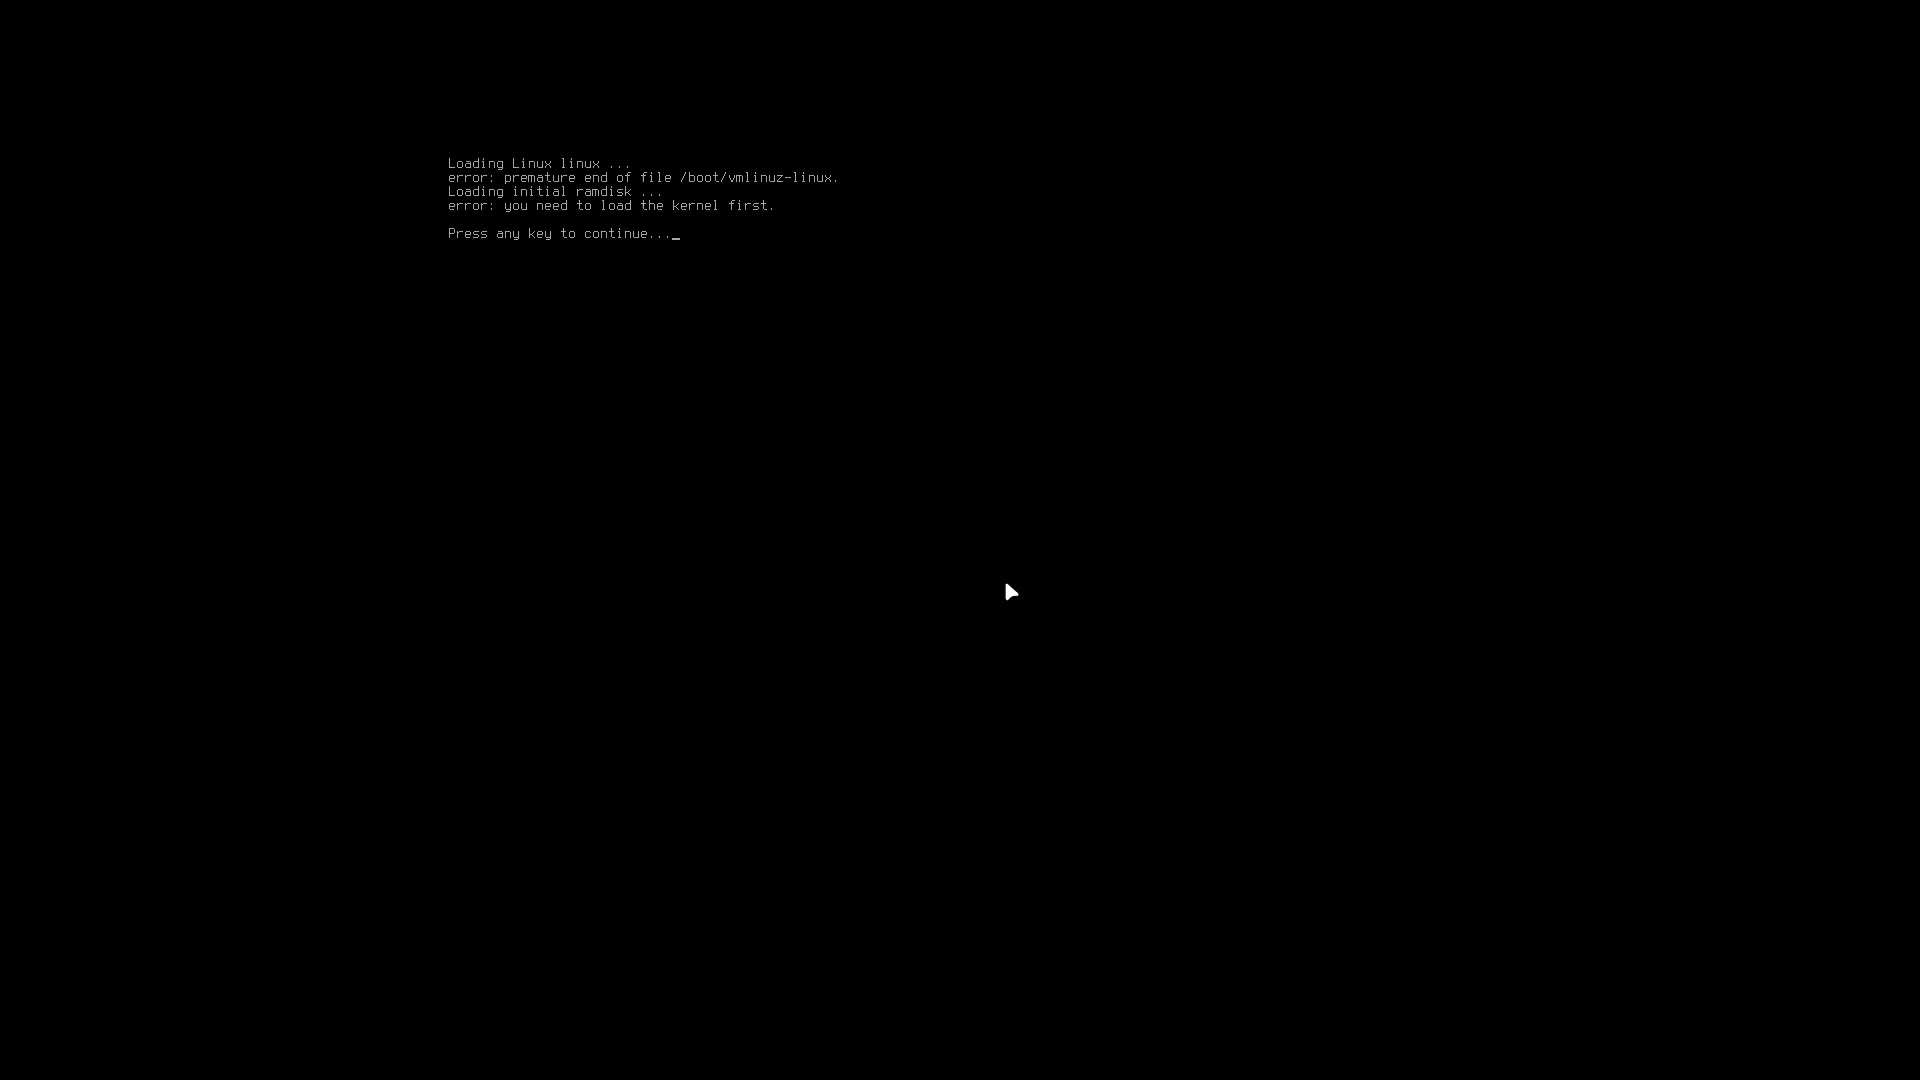 Loading Linux linux ...
error: premature end of file /boot/vmlinuz-linux.
Loading initial ramdisk ...
error: you need to load the kernel first.
Press any key to continue..._